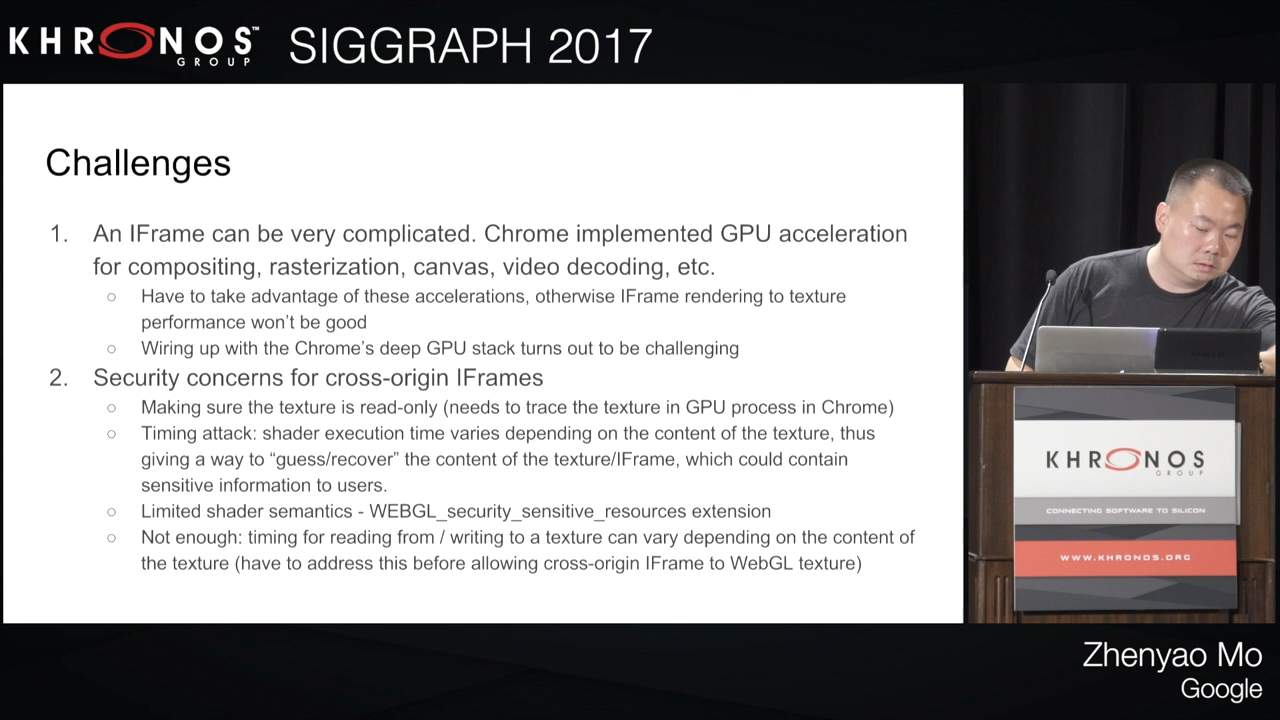 KHRONOS™ GROUP SIGGRAPH 2017
Challenges
1. An IFrame can be very complicated. Chrome implemented GPU acceleration
for compositing, rasterization, canvas, video decoding, etc.
○ Have to take advantage of these accelerations, otherwise IFrame rendering to texture
performance won't be good
○ Wiring up with the Chrome's deep GPU stack turns out to be challenging
2. Security concerns for cross-origin IFrames
○ Making sure the texture is read-only (needs to trace the texture in GPU process in Chrome)
○ Timing attack: shader execution time varies depending on the content of the texture, thus
giving a way to “guess/recover” the content of the texture/IFrame, which could contain
sensitive information to users.
○ Limited shader semantics - WEBGL_security_sensitive_resources extension
○ Not enough: timing for reading from / writing to a texture can vary depending on the content of
the texture (have to address this before allowing cross-origin IFrame to WebGL texture)
KHRONOS
GROUP
CONNECTING SOFTWARE TO SILICON
WWW.KHRONOS.ORG
Zhenyao Mo
Google